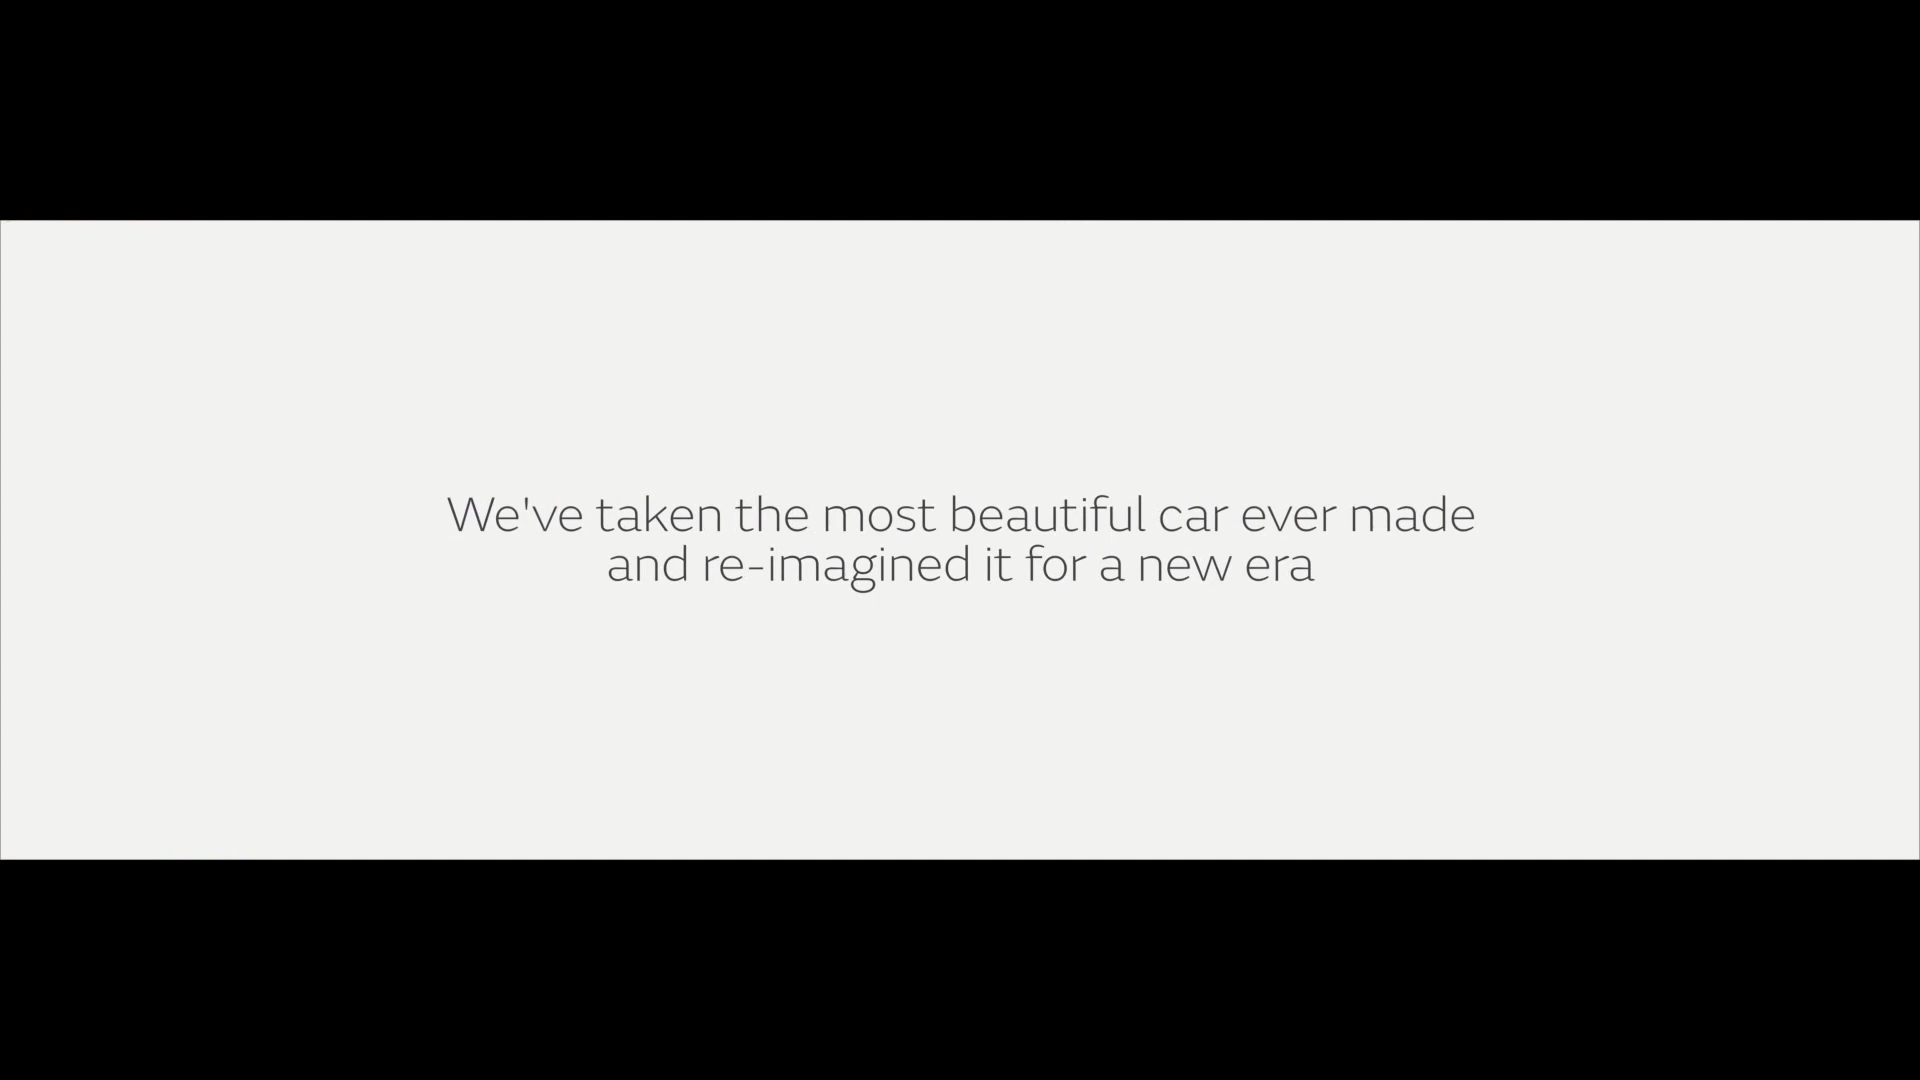 We've taken the most beautiful car ever made
and re-imagined it for a new era